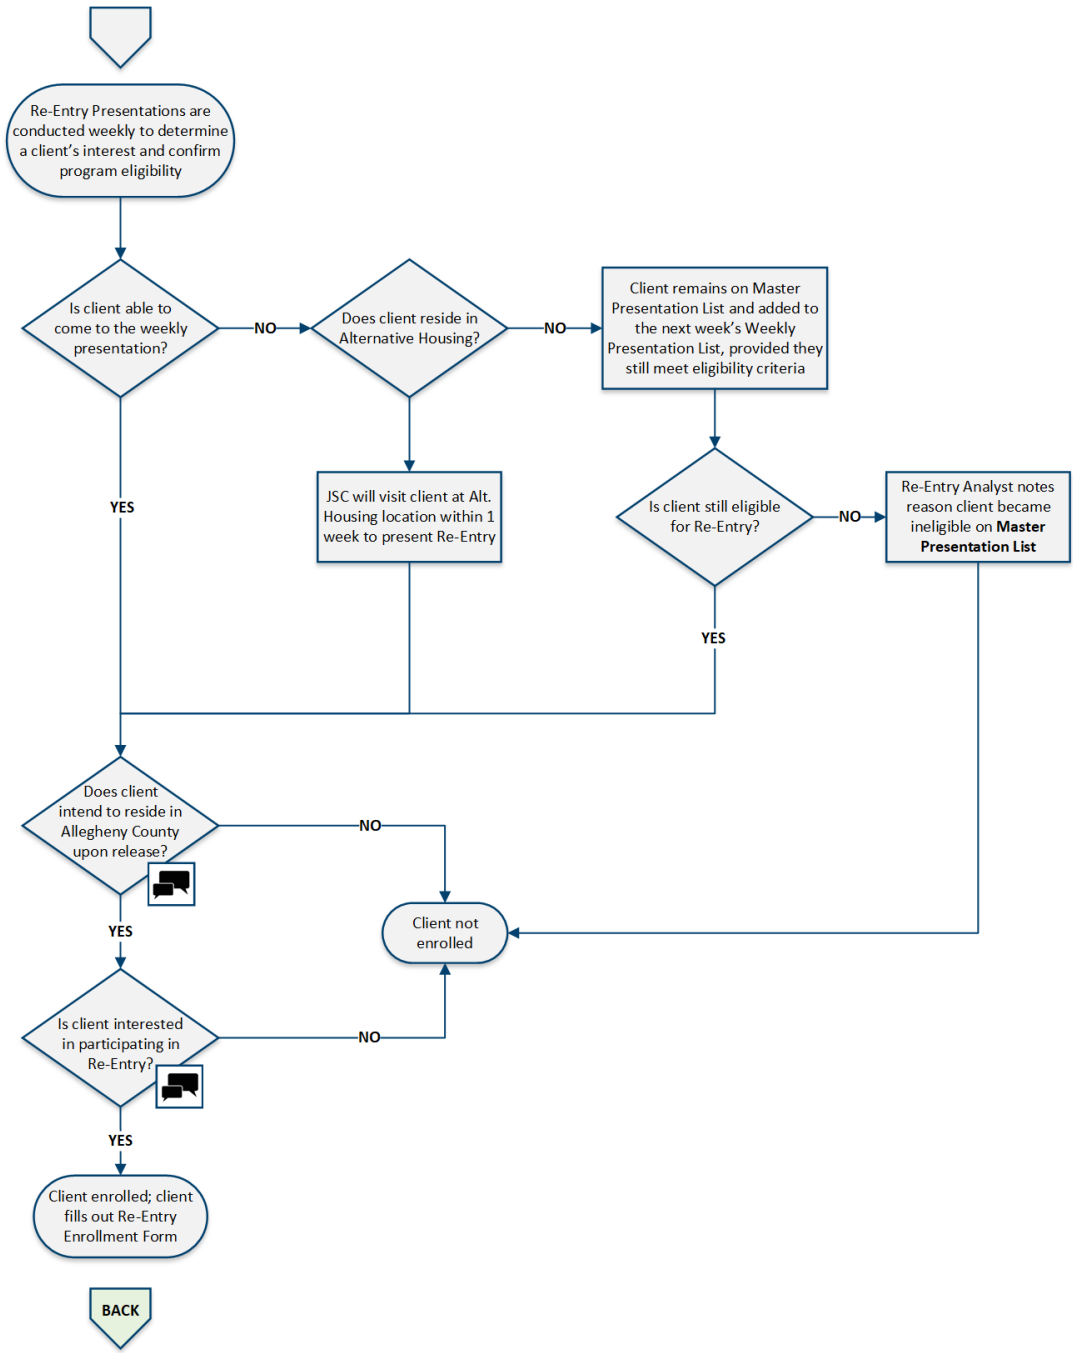 Re-Entry Presentations are
conducted weekly to determine
a client's interest and confirm
program eligibility
Is client able to
come to the weekly
presentation?
NO
Does client reside in
Alternative Housing?
NO
Client remains on Master
Presentation List and added to
the next week's Weekly
Presentation List, provided they
still meet eligibility criteria
YES
JSC will visit client at Alt.
Housing location within 1
week to present Re-Entry
Is client still eligible
for Re-Entry?
NO
Re-Entry Analyst notes
reason client became
ineligible on Master
Presentation List
YES
Does client
intend to reside in
Allegheny County
upon release?
NO
YES
Client not
enrolled
Is client interested
in participating in
Re-Entry?
NO
YES
Client enrolled; client
fills out Re-Entry
Enrollment Form
BACK